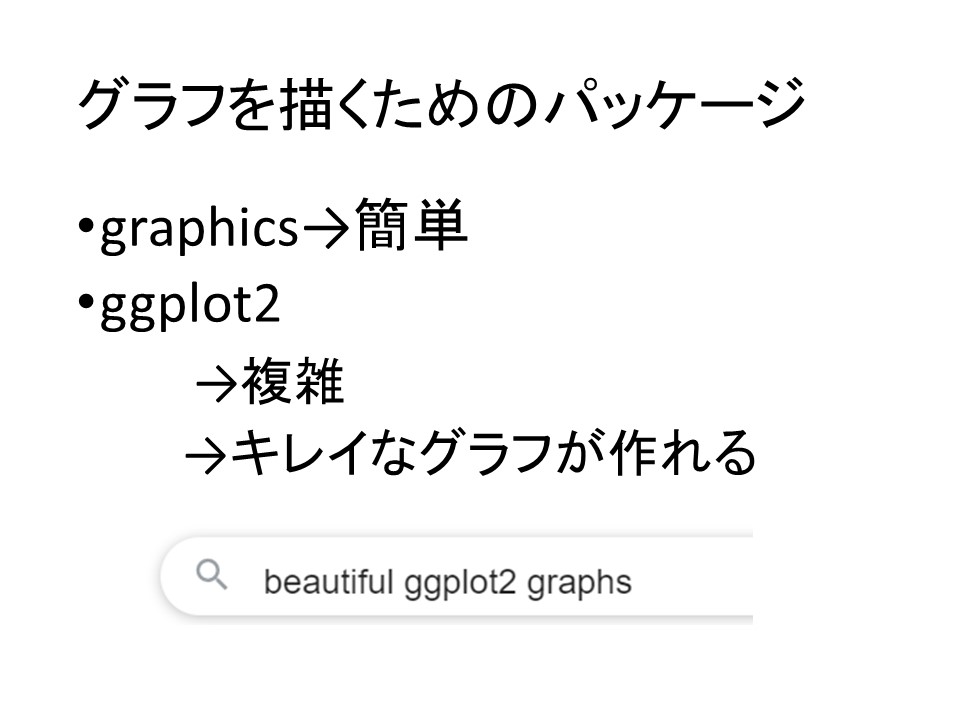 グラフを描くためのパッケージ
•graphics→簡単
•ggplot2
→複雑
→キレイなグラフが作れる
beautiful ggplot2 graphs